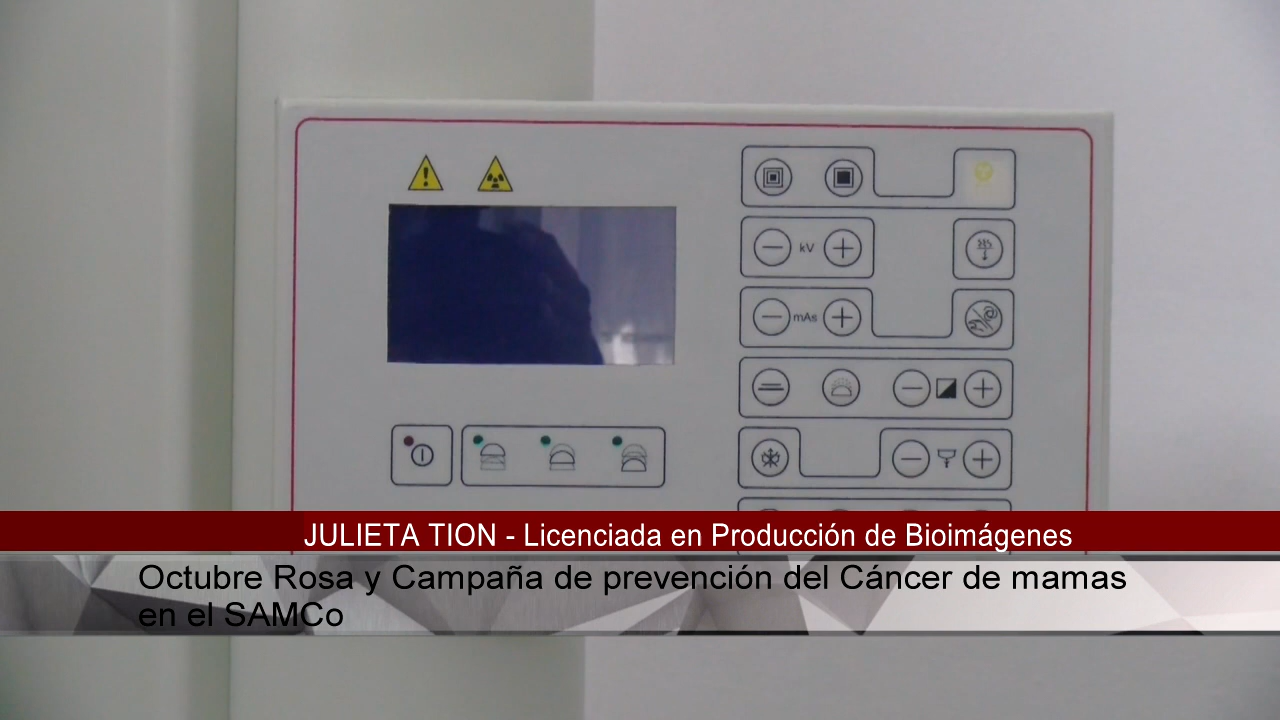 kV
mAs
JULIETA TION - Licenciada en Producción de Bioimágenes
Octubre Rosa y Campaña de prevención del Cáncer de mamas
en el SAMCo